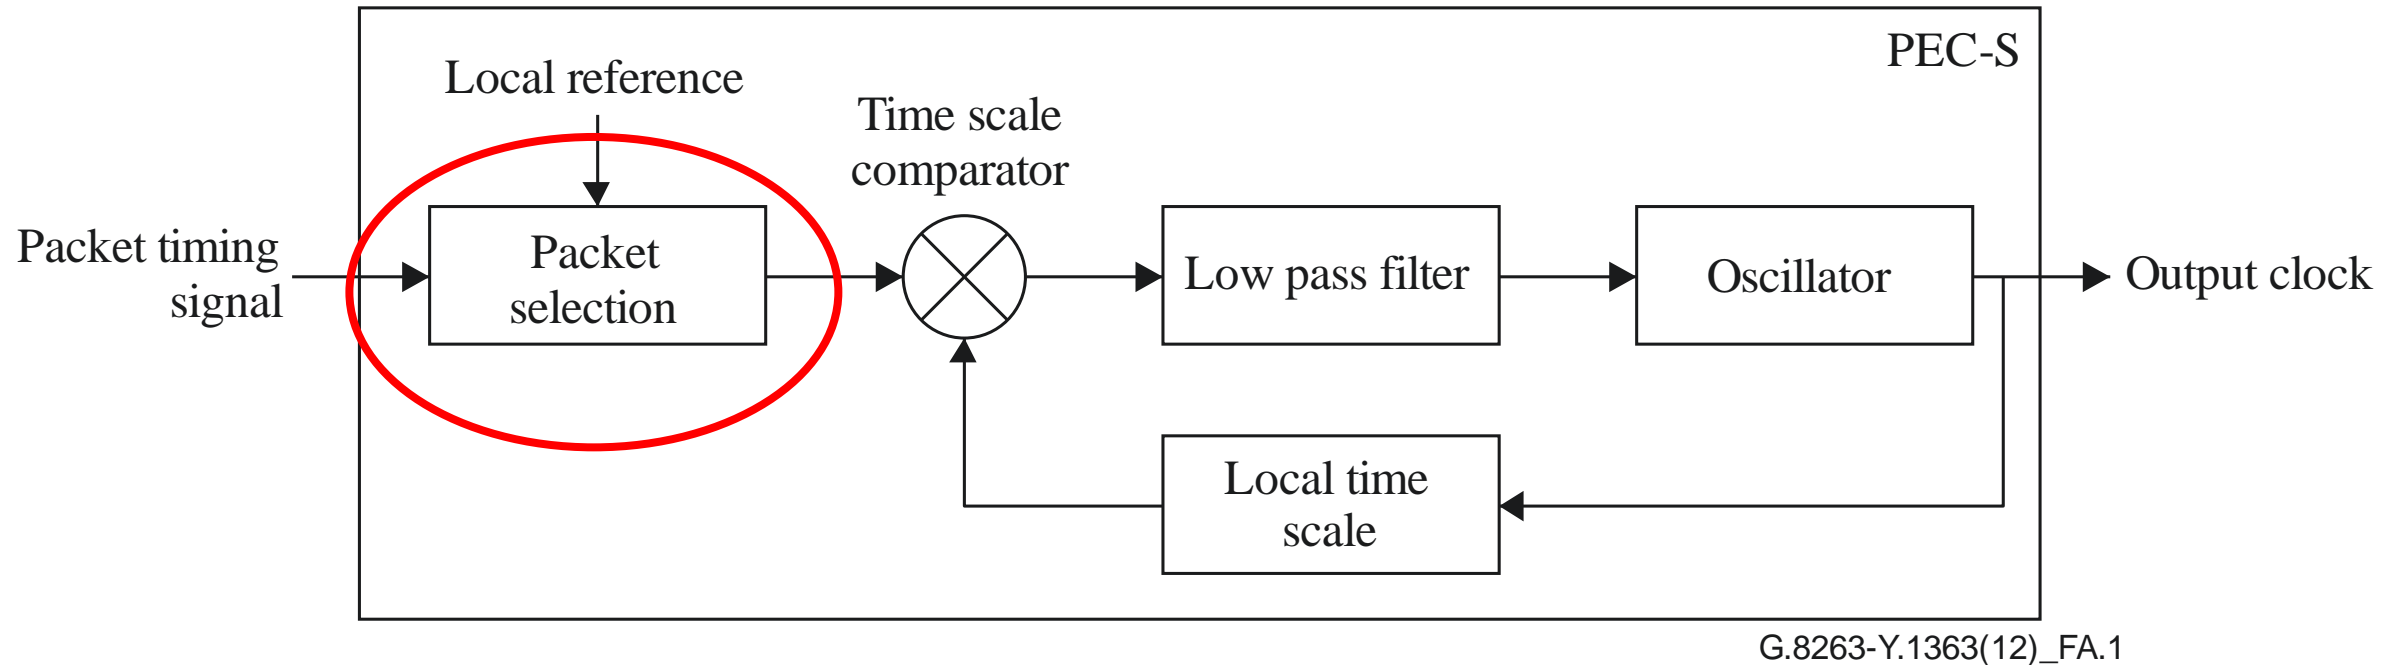 PEC-S
Local reference
Time scale
comparator
Packet timing
signal
Packet
selection
Low pass filter
Oscillator
Output clock
Local time
scale
G.8263-Y.1363(12)_FA.1